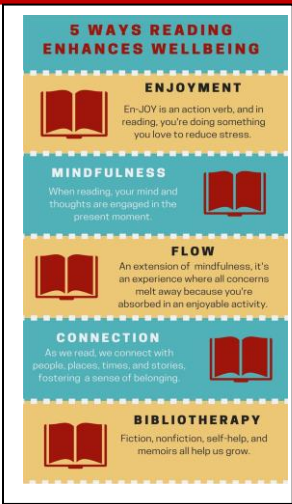 5 WAYS READING
ENHANCES WELLBEING
ENJOYMENT
En-JOY is an action verb, and in
reading, you're doing something
you love to reduce stress.
MINDFULNESS
When reading, your mind and
thoughts are engaged in the
present moment.
FLOW
An extension of mindfulness, it's
an experience where all concerns
melt away because you're
absorbed in an enjoyable activity.
CONNECTION
As we read, we connect with
people, places, times, and stories,
fostering a sense of belonging.
BIBLIOTHERAPY
Fiction, nonfiction, self-help, and
memoirs all help us grow.